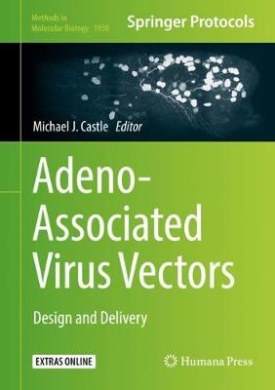 Methods in
Molecular Biology 1950
Springer Protocols
Michael J. Castle Editor
Adeno-
Associated
Virus Vectors
Design and Delivery
EXTRAS ONLINE
Humana Press